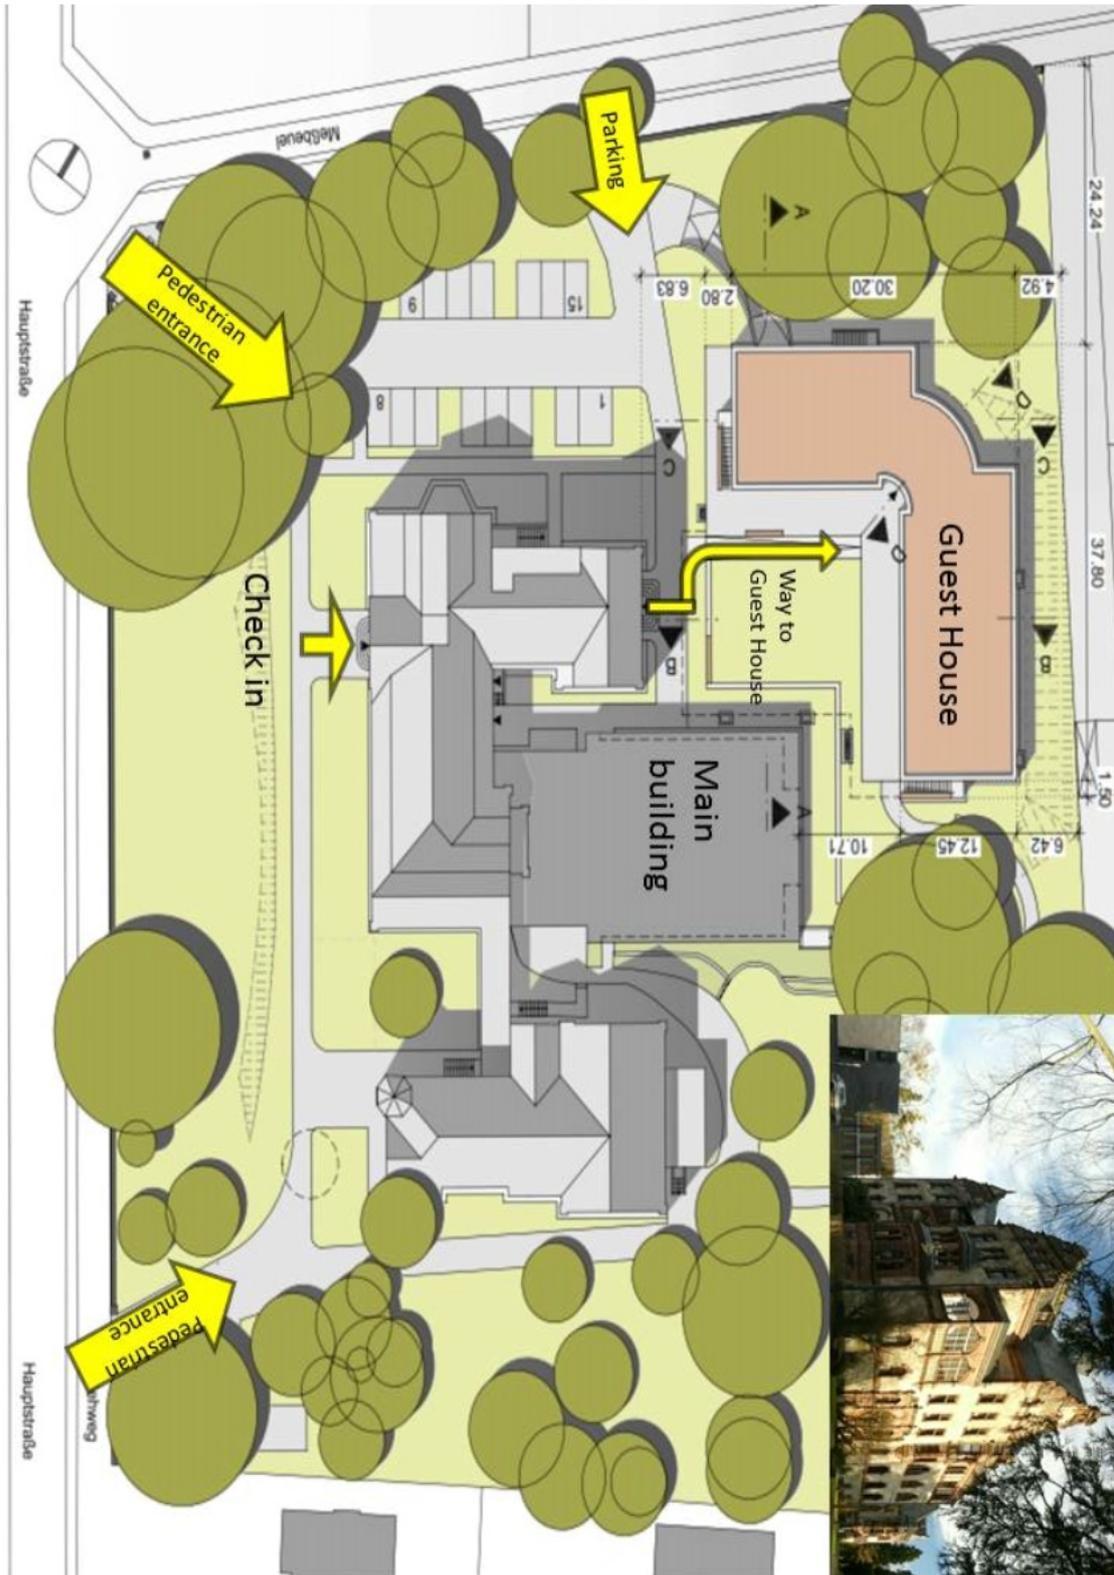 Meßbeuel
Parking
A
24.24
Pedestrian
entrance
Hauptstraße
9
15
6.83
2.80
30.20
4.92
8
1
C
D
C
37.80
Check in
Way to
Guest House
D
Guest House
B
B
Main
building
A
1.50
10.71
12.45
6.42
Pedestrian
entrance
Hauptstraße